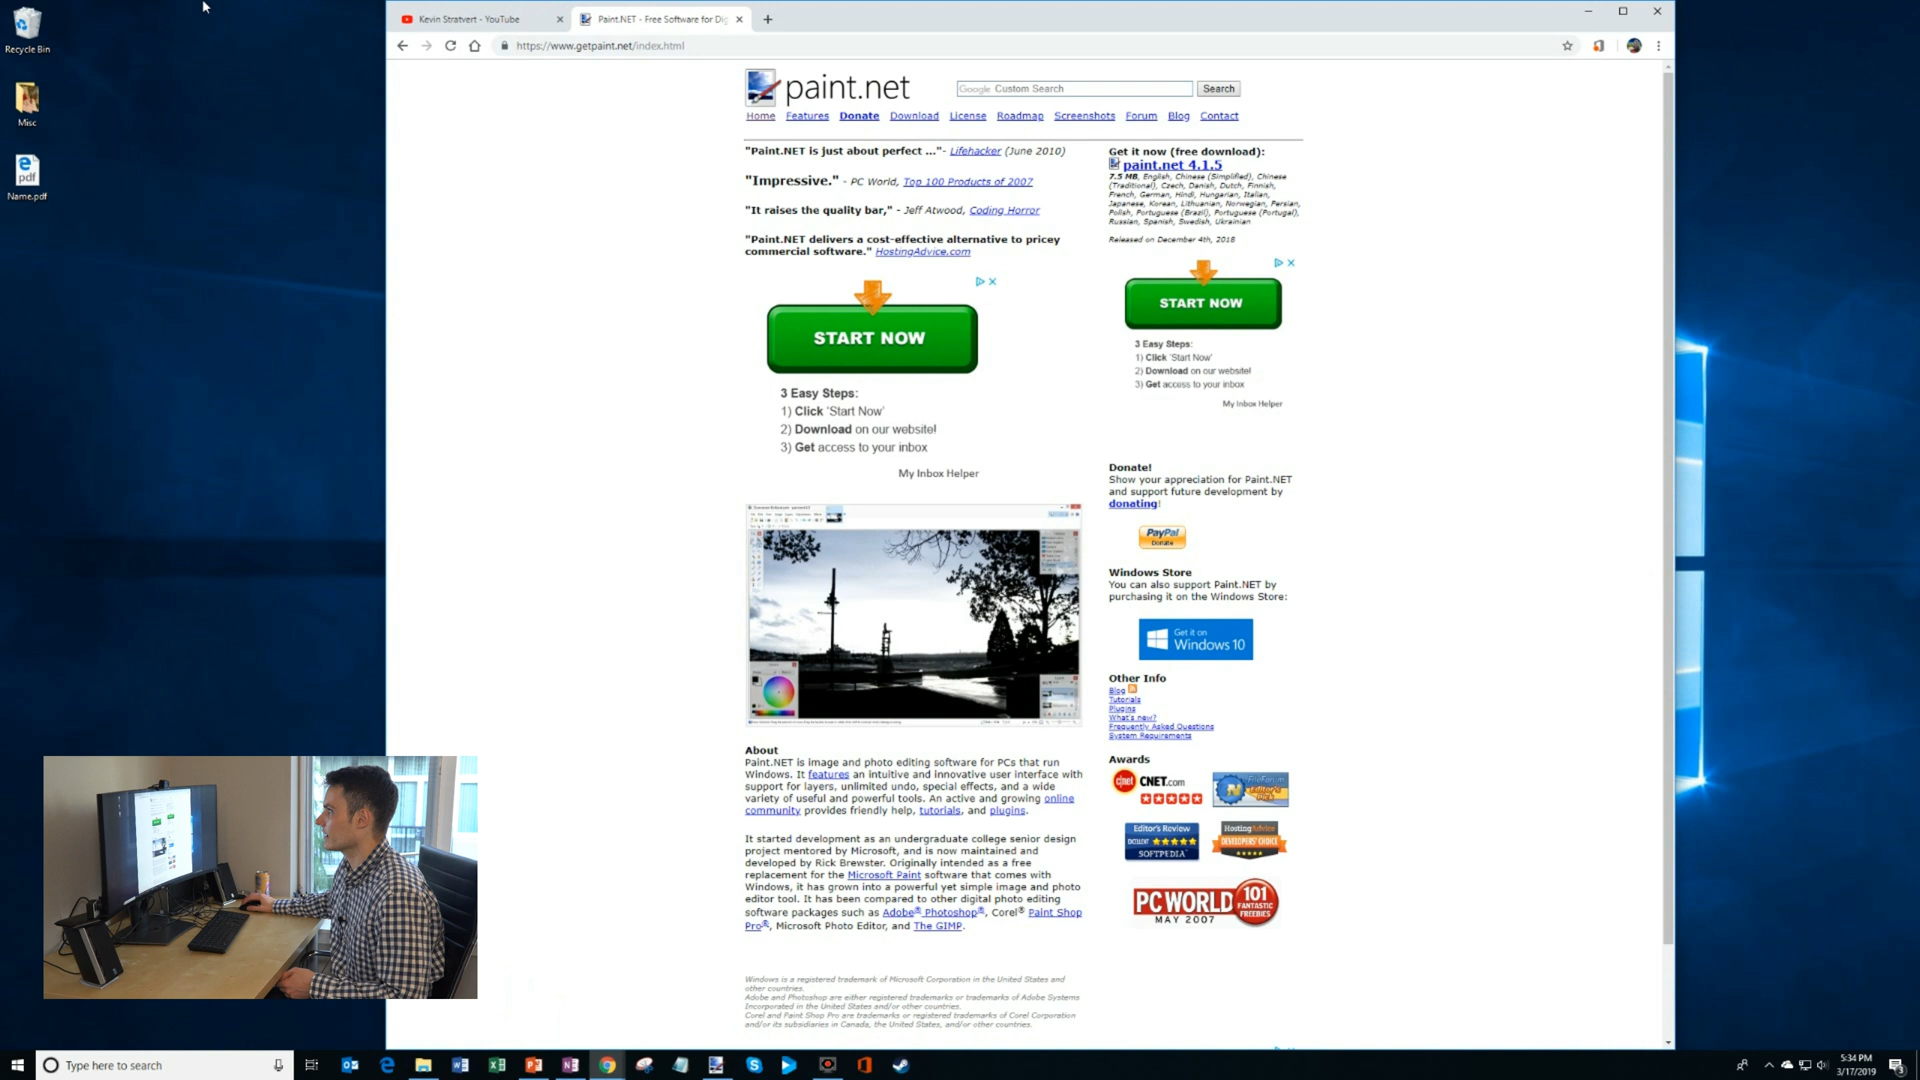 Recycle Bin
Misc
Name.pdf
Kevin Stratvert - YouTube
Paint.NET - Free Software for Dig
https://www.getpaint.net/index.html
paint.net
Google Custom Search
Search
Home Features Donate Download License Roadmap Screenshots Forum Blog Contact
"Paint.NET is just about perfect ..."- Lifehacker (June 2010)
"Impressive." - PC World, Top 100 Products of 2007
"It raises the quality bar," - Jeff Atwood, Coding Horror
"Paint.NET delivers a cost-effective alternative to pricey
commercial software." HostingAdvice.com
START NOW
3 Easy Steps:
1) Click 'Start Now'
2) Download on our website!
3) Get access to your inbox
My Inbox Helper
About
Paint.NET is image and photo editing software for PCs that run
Windows. It features an intuitive and innovative user interface with
support for layers, unlimited undo, special effects, and a wide
variety of useful and powerful tools. An active and growing online
community provides friendly help, tutorials, and plugins.
It started development as an undergraduate college senior design
project mentored by Microsoft, and is now maintained and
developed by Rick Brewster. Originally intended as a free
replacement for the Microsoft Paint software that comes with
Windows, it has grown into a powerful yet simple image and photo
editor tool. It has been compared to other digital photo editing
software packages such as Adobe® Photoshop®, Corel® Paint Shop
Pro®, Microsoft Photo Editor, and The GIMP.
Windows is a registered trademark of Microsoft Corporation in the United States and
other countries.
Adobe and Photoshop are either registered trademarks or trademarks of Adobe Systems
Incorporated in the United States and/or other countries.
Corel and Paint Shop Pro are trademarks or registered trademarks of Corel Corporation
and/or its subsidiaries in Canada, the United States, and/or other countries.
Get it now (free download):
paint.net 4.1.5
7.5 MB, English, Chinese (Simplified), Chinese
(Traditional), Czech, Danish, Dutch, Finnish,
French, German, Hindi, Hungarian, Italian,
Japanese, Korean, Lithuanian, Norwegian, Persian,
Polish, Portuguese (Brazil), Portuguese (Portugal),
Russian, Spanish, Swedish, Ukrainian
Released on December 4th, 2018
START NOW
3 Easy Steps:
1) Click 'Start Now'
2) Download on our website!
3) Get access to your inbox
My Inbox Helper
Donate!
Show your appreciation for Paint.NET
and support future development by
donating!
PayPal
Donate
Windows Store
You can also support Paint.NET by
purchasing it on the Windows Store:
Get it on
Windows 10
Other Info
Blog
Tutorials
Plugins
What's new?
Frequently Asked Questions
System Requirements
Awards
cnet CNET.com
FileForum
Editor's Pick
Editor's Review
EXCELLENT
SOFTPEDIA
HostingAdvice
DEVELOPERS' CHOICE
PC WORLD
MAY 2007
101
FANTASTIC
FREEBIES
Type here to search
5:34 PM
3/17/2019